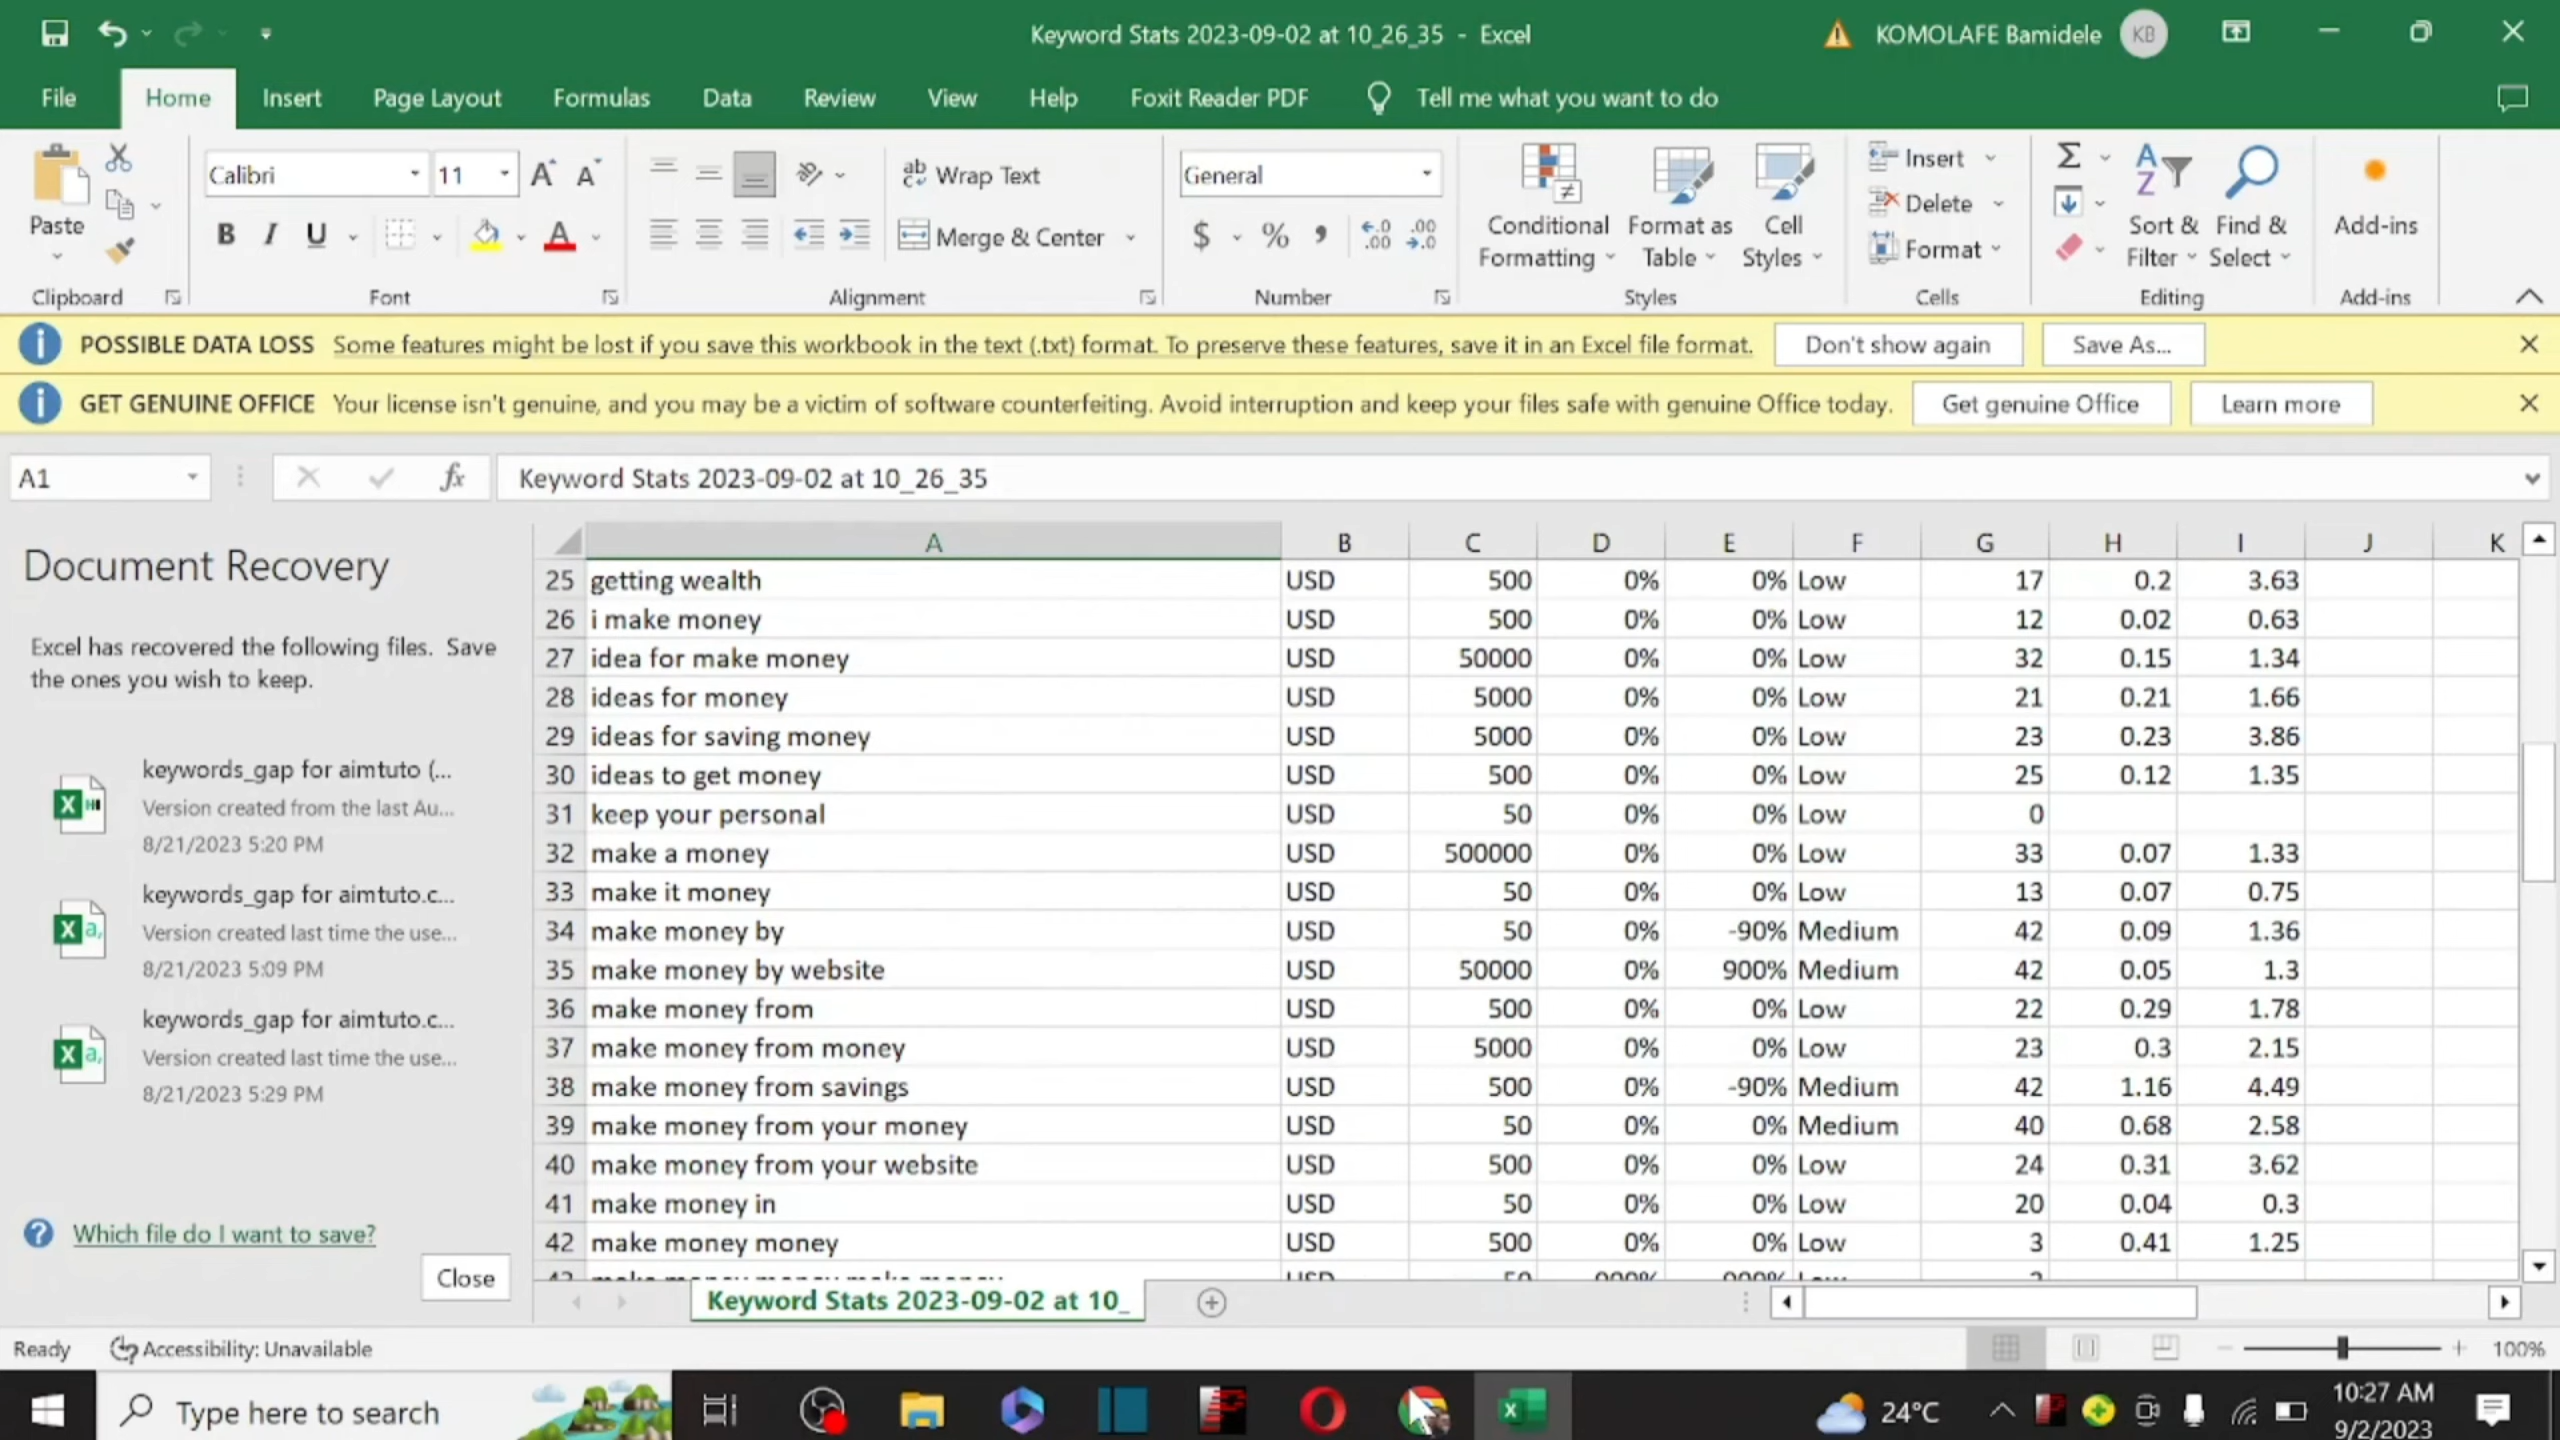 Keyword Stats 2023-09-02 at 10_26_35 - Excel
KOMOLAFE Bamidele KB
File Home Insert Page Layout Formulas Data Review View Help Foxit Reader PDF Tell me what you want to do
Paste
Clipboard
Calibri 11
B I U
Font
Wrap Text
Merge & Center
Alignment
General
$ % ,
Number
Conditional Formatting
Format as Table
Cell Styles
Styles
Insert
Delete
Format
Cells
Sort & Filter
Find & Select
Editing
Add-ins
Add-ins
POSSIBLE DATA LOSS Some features might be lost if you save this workbook in the text (.txt) format. To preserve these features, save it in an Excel file format. Don't show again Save As...
GET GENUINE OFFICE Your license isn't genuine, and you may be a victim of software counterfeiting. Avoid interruption and keep your files safe with genuine Office today. Get genuine Office Learn more
A1 fx Keyword Stats 2023-09-02 at 10_26_35
Document Recovery
Excel has recovered the following files. Save
the ones you wish to keep.
keywords_gap for aimtuto (...
Version created from the last Au...
8/21/2023 5:20 PM
keywords_gap for aimtuto.c...
Version created last time the use...
8/21/2023 5:09 PM
keywords_gap for aimtuto.c...
Version created last time the use...
8/21/2023 5:29 PM
Which file do I want to save?
Close
A B C D E F G H I J K
25 getting wealth USD 500 0% 0% Low 17 0.2 3.63
26 i make money USD 500 0% 0% Low 12 0.02 0.63
27 idea for make money USD 50000 0% 0% Low 32 0.15 1.34
28 ideas for money USD 5000 0% 0% Low 21 0.21 1.66
29 ideas for saving money USD 5000 0% 0% Low 23 0.23 3.86
30 ideas to get money USD 500 0% 0% Low 25 0.12 1.35
31 keep your personal USD 50 0% 0% Low 0
32 make a money USD 500000 0% 0% Low 33 0.07 1.33
33 make it money USD 50 0% 0% Low 13 0.07 0.75
34 make money by USD 50 0% -90% Medium 42 0.09 1.36
35 make money by website USD 50000 0% 900% Medium 42 0.05 1.3
36 make money from USD 500 0% 0% Low 22 0.29 1.78
37 make money from money USD 5000 0% 0% Low 23 0.3 2.15
38 make money from savings USD 500 0% -90% Medium 42 1.16 4.49
39 make money from your money USD 50 0% 0% Medium 40 0.68 2.58
40 make money from your website USD 500 0% 0% Low 24 0.31 3.62
41 make money in USD 50 0% 0% Low 20 0.04 0.3
42 make money money USD 500 0% 0% Low 3 0.41 1.25
Keyword Stats 2023-09-02 at 10_
Ready Accessibility: Unavailable 100%
Type here to search 24°C 10:27 AM
9/2/2023